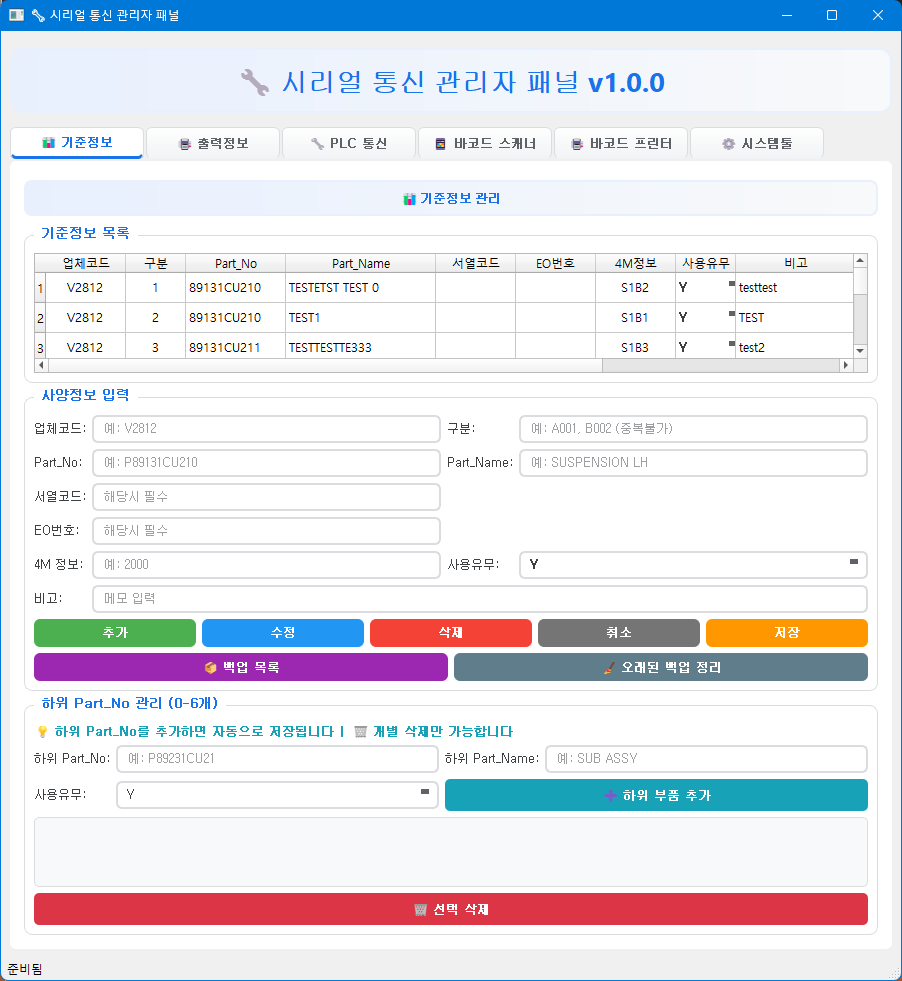 시리얼 통신 관리자 패널
시리얼 통신 관리자 패널 v1.0.0
기준정보 출력정보 PLC 통신 바코드 스캐너 바코드 프린터 시스템툴
기준정보 관리
기준정보 목록
업체코드 구분 Part_No Part_Name 서열코드 EO번호 4M정보 사용유무 비고
1 V2812 1 89131CU210 TESTETST TEST 0 S1B2 Y testtest
2 V2812 2 89131CU210 TEST1 S1B1 Y TEST
3 V2812 3 89131CU211 TESTTESTTE333 S1B3 Y test2
사양정보 입력
업체코드: 예: V2812 구분: 예: A001, B002 (중복불가)
Part_No: 예: P89131CU210 Part_Name: 예: SUSPENSION LH
서열코드: 해당시 필수
EO번호: 해당시 필수
4M 정보: 예: 2000 사용유무: Y
비고: 메모 입력
추가 수정 삭제 취소 저장
백업 목록 오래된 백업 정리
하위 Part_No 관리 (0-6개)
하위 Part_No를 추가하면 자동으로 저장됩니다 | 개별 삭제만 가능합니다
하위 Part_No: 예: P89231CU21 하위 Part_Name: 예: SUB ASSY
사용유무: Y 하위 부품 추가
선택 삭제
준비됨